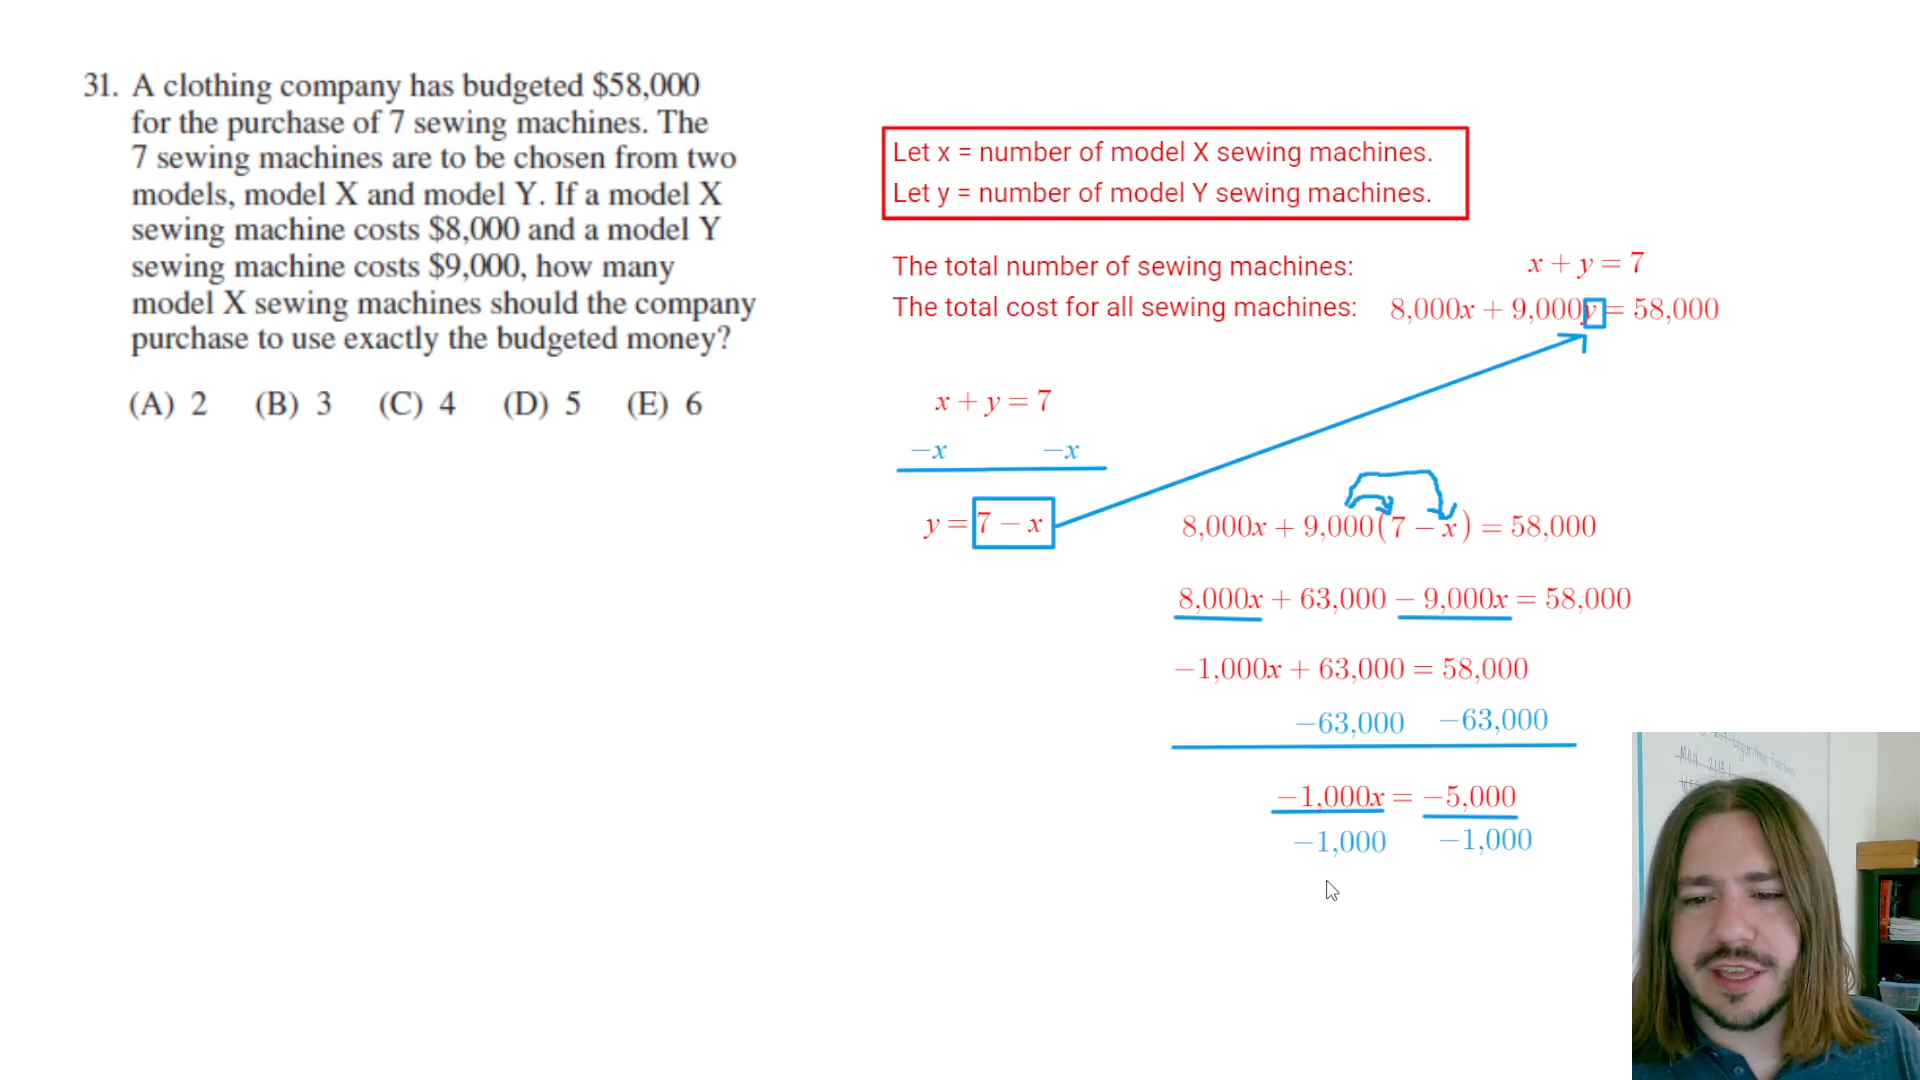 31. A clothing company has budgeted $58,000
for the purchase of 7 sewing machines. The
7 sewing machines are to be chosen from two
models, model X and model Y. If a model X
sewing machine costs $8,000 and a model Y
sewing machine costs $9,000, how many
model X sewing machines should the company
purchase to use exactly the budgeted money?
(A) 2 (B) 3 (C) 4 (D) 5 (E) 6
Let x = number of model X sewing machines.
Let y = number of model Y sewing machines.
The total number of sewing machines: x + y = 7
The total cost for all sewing machines: 8,000x + 9,000y = 58,000
x + y = 7
−x −x
y = 7 − x
8,000x + 9,000(7 − x) = 58,000
8,000x + 63,000 − 9,000x = 58,000
−1,000x + 63,000 = 58,000
−63,000 −63,000
−1,000x = −5,000
−1,000 −1,000